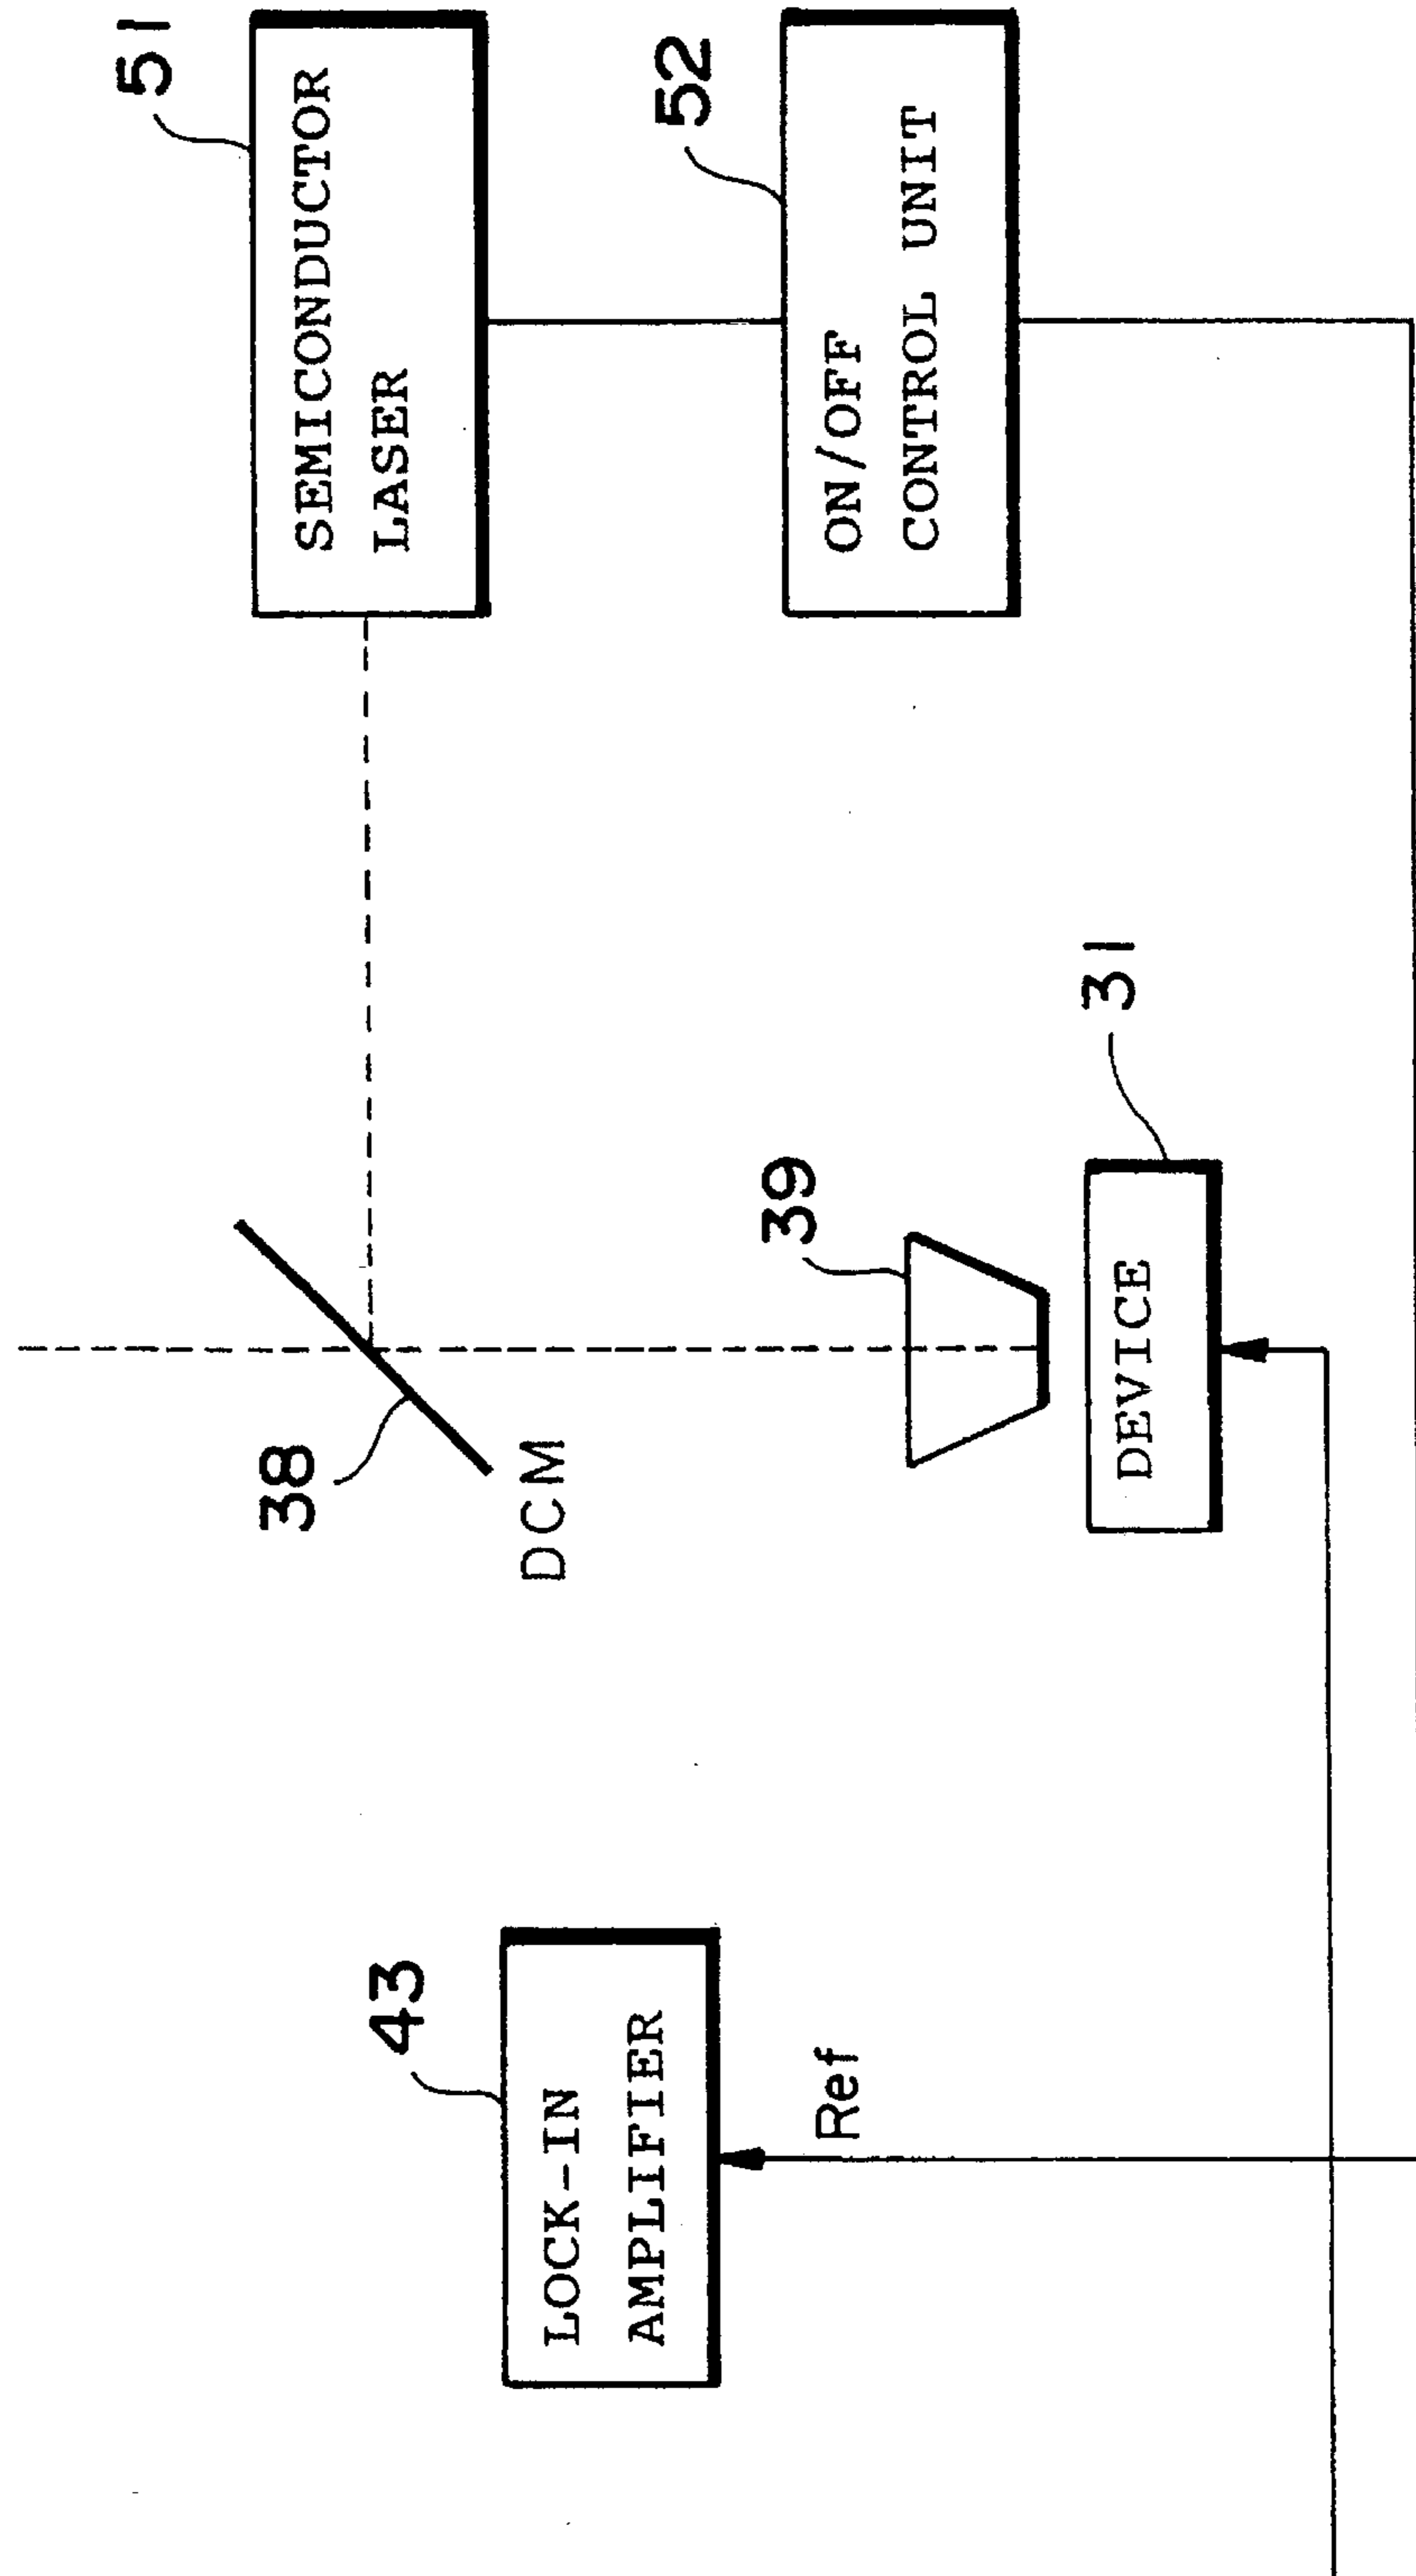 51
SEMICONDUCTOR
LASER
52
ON/OFF
CONTROL UNIT
38
DCM
39
31
DEVICE
43
LOCK-IN
AMPLIFIER
Ref